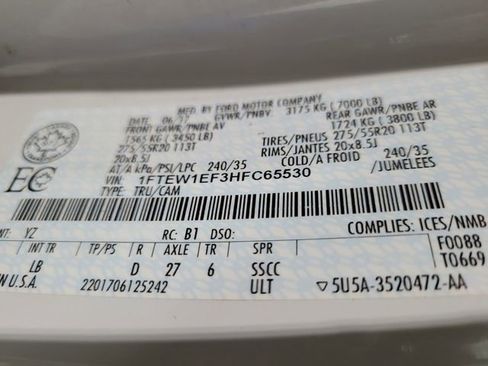 MFD. BY FORD MOTOR COMPANY
DATE: 06/17 GVWR/PNBV: 3175 KG (7000 LB)
FRONT GAWR/PNBE AV REAR GAWR/PNBE AR
1565 KG (3450 LB) 1724 KG (3800 LB)
275/55R20 113T TIRES/PNEUS 275/55R20 113T
20x8.5J RIMS/JANTES 20x8.5J
AT/A kPa/PSI/LPC 240/35 COLD/A FROID 240/35
VIN: 1FTEW1EF3HFC65530 /JUMELEES
TYPE: TRU/CAM
EC
NT: YZ RC: B1 DSO: COMPLIES: ICES/NMB
INT TR TP/PS R AXLE TR SPR F0088
LB D 27 6 SSCC T0669
N U.S.A. 2201706125242 ULT ▽5U5A-3520472-AA